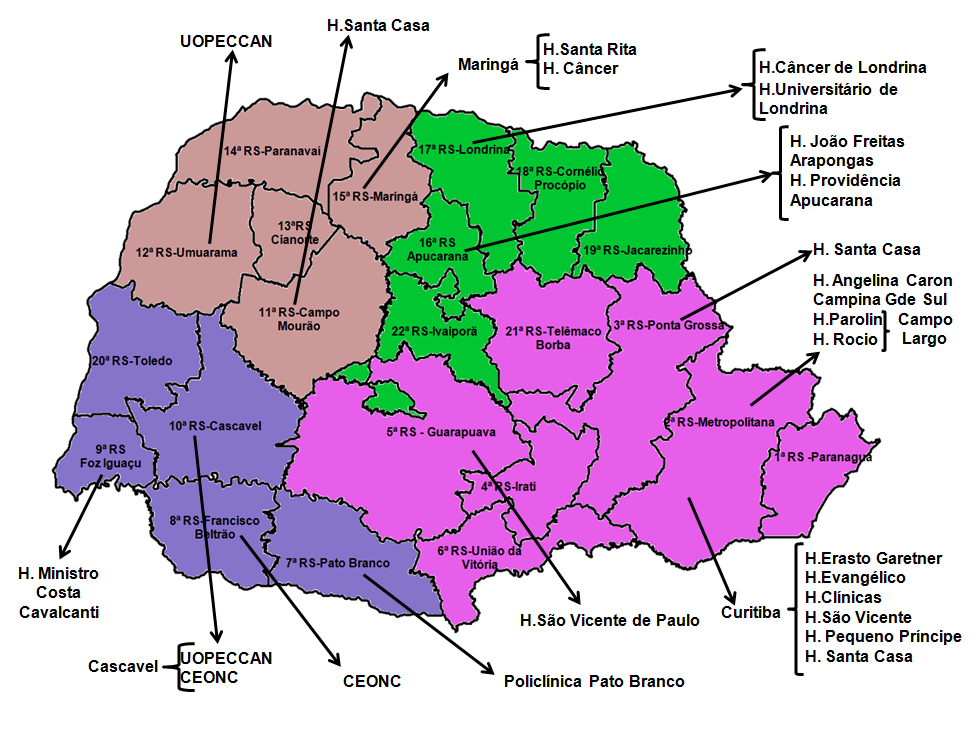 H.Santa Casa
UOPECCAN
Maringá
H.Santa Rita
H. Câncer
H.Câncer de Londrina
H.Universitário de
Londrina
H. João Freitas
Arapongas
H. Providência
Apucarana
14ª RS-Paranavaí
17ª RS-Londrina
18ª RS-Cornélio
Procópio
15ª RS-Maringá
13ªRS
Cianorte
12ª RS-Umuarama
16ª RS
Apucarana
19ª RS-Jacarezinho
H. Santa Casa
H. Angelina Caron
Campina Gde Sul
H.Parolin
H. Rocio
Campo
Largo
11ª RS-Campo
Mourão
22ª RS-Ivaiporã
21ª RS-Telêmaco
Borba
3ª RS-Ponta Grossa
20ª RS-Toledo
10ª RS-Cascavel
5ª RS - Guarapuava
2ª RS-Metropolitana
9ª RS
Foz Iguaçu
1ª RS -Paranaguá
4ª RS-Irati
8ª RS-Francisco
Beltrão
7ª RS-Pato Branco
6ª RS-União da
Vitória
H. Ministro
Costa
Cavalcanti
H.São Vicente de Paulo
Curitiba
H.Erasto Garetner
H.Evangélico
H.Clínicas
H.São Vicente
H. Pequeno Príncipe
H. Santa Casa
Cascavel
UOPECCAN
CEONC
CEONC
Policlínica Pato Branco